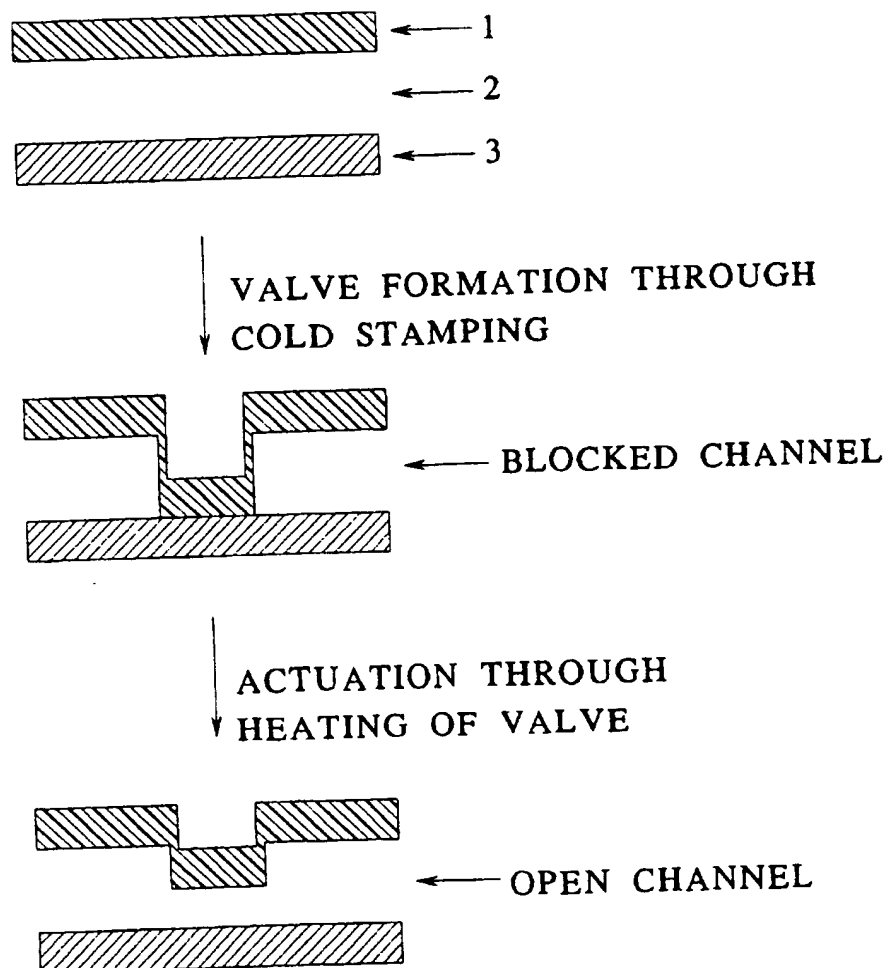 1
2
3
VALVE FORMATION THROUGH
COLD STAMPING
BLOCKED CHANNEL
ACTUATION THROUGH
HEATING OF VALVE
OPEN CHANNEL